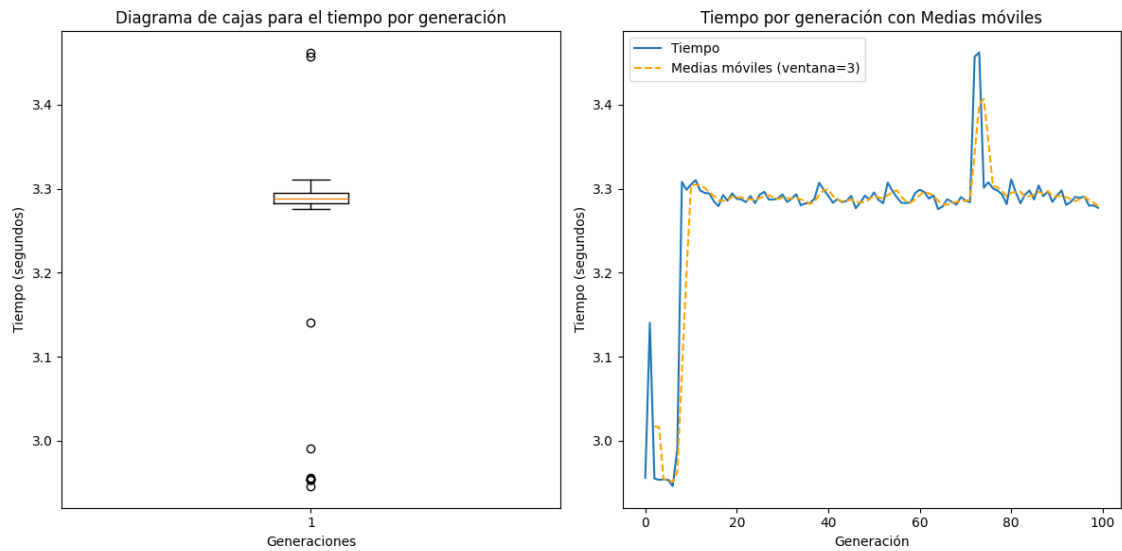 Diagrama de cajas para el tiempo por generación
Tiempo (segundos)
3.4
3.3
3.2
3.1
3.0
1
Generaciones
Tiempo por generación con Medias móviles
Tiempo
Medias móviles (ventana=3)
Tiempo (segundos)
3.4
3.3
3.2
3.1
3.0
0 20 40 60 80 100
Generación